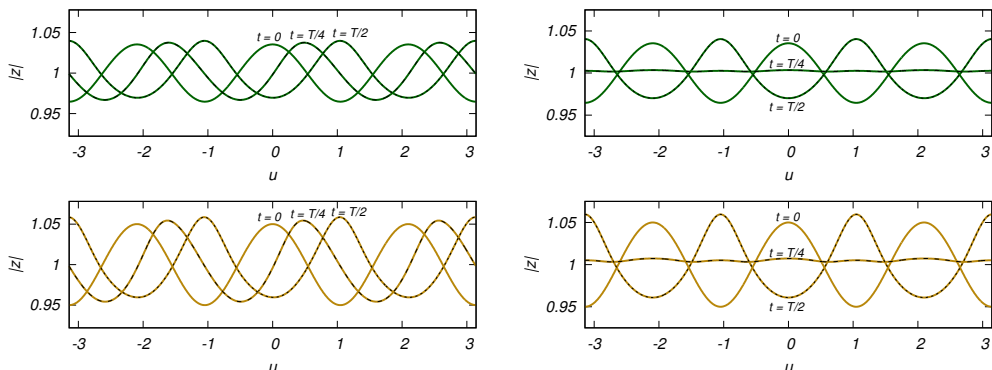 1.05
1
0.95
|z|
t = 0
t = T/4
t = T/2
-3 -2 -1 0 1 2 3
u
1.05
1
0.95
|z|
t = 0
t = T/4
t = T/2
-3 -2 -1 0 1 2 3
u
1.05
1
0.95
|z|
t = 0
t = T/4
t = T/2
-3 -2 -1 0 1 2 3
u
1.05
1
0.95
|z|
t = 0
t = T/4
t = T/2
-3 -2 -1 0 1 2 3
u